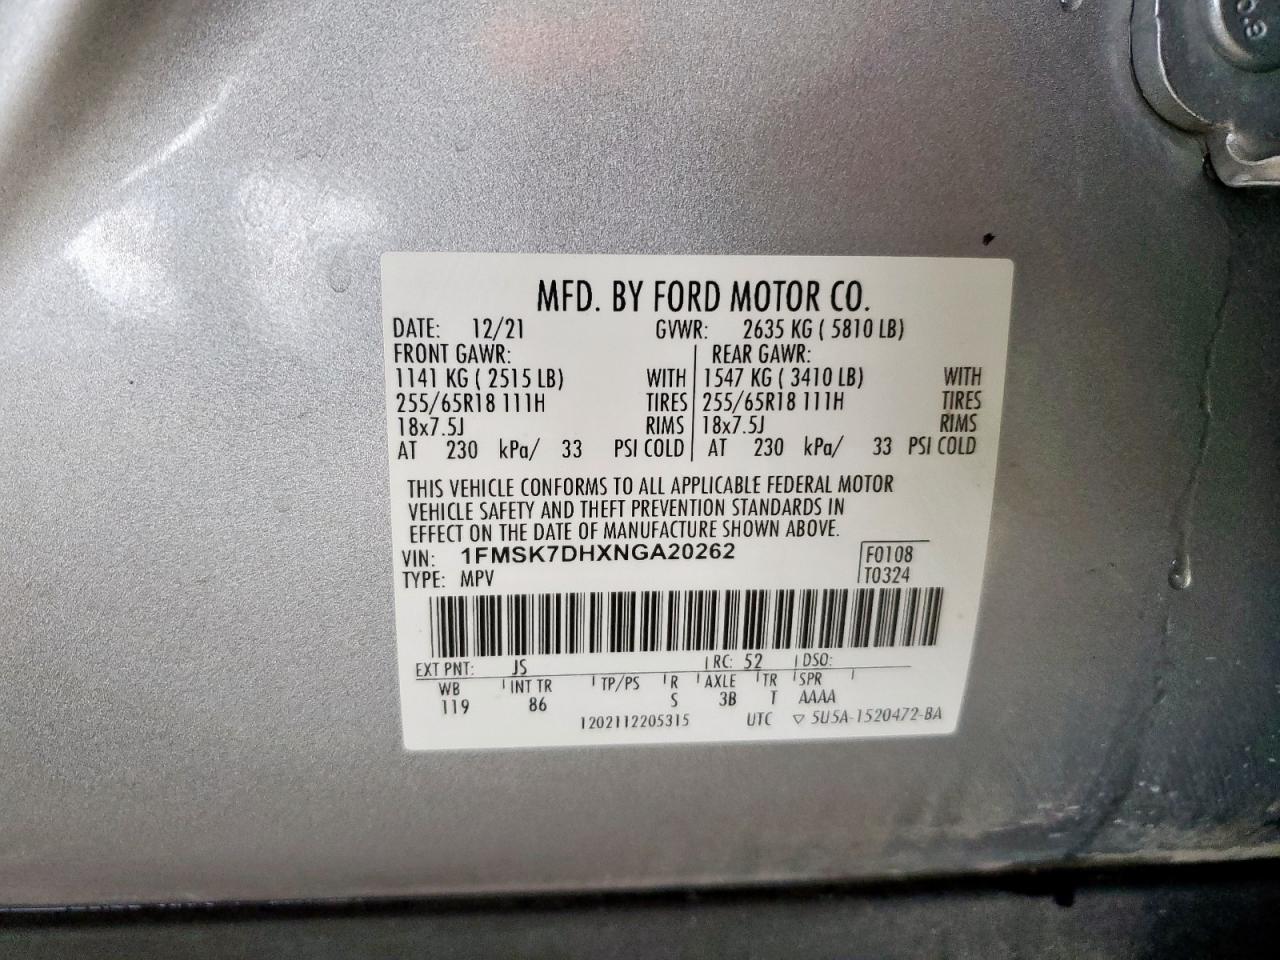 MFD. BY FORD MOTOR CO.
DATE: 12/21 GVWR: 2635 KG ( 5810 LB)
FRONT GAWR: REAR GAWR:
1141 KG ( 2515 LB) WITH 1547 KG ( 3410 LB) WITH
255/65R18 111H TIRES 255/65R18 111H TIRES
18x7.5J RIMS 18x7.5J RIMS
AT 230 kPa/ 33 PSI COLD AT 230 kPa/ 33 PSI COLD
THIS VEHICLE CONFORMS TO ALL APPLICABLE FEDERAL MOTOR
VEHICLE SAFETY AND THEFT PREVENTION STANDARDS IN
EFFECT ON THE DATE OF MANUFACTURE SHOWN ABOVE.
VIN: 1FMSK7DHXNGA20262 F0108
TYPE: MPV T0324
EXT PNT: JS RC: 52 DSO:
WB INT TR TP/PS R AXLE TR SPR
119 86 S 3B T AAAA
1202112205315 UTC ▽ 5U5A-1520472-BA